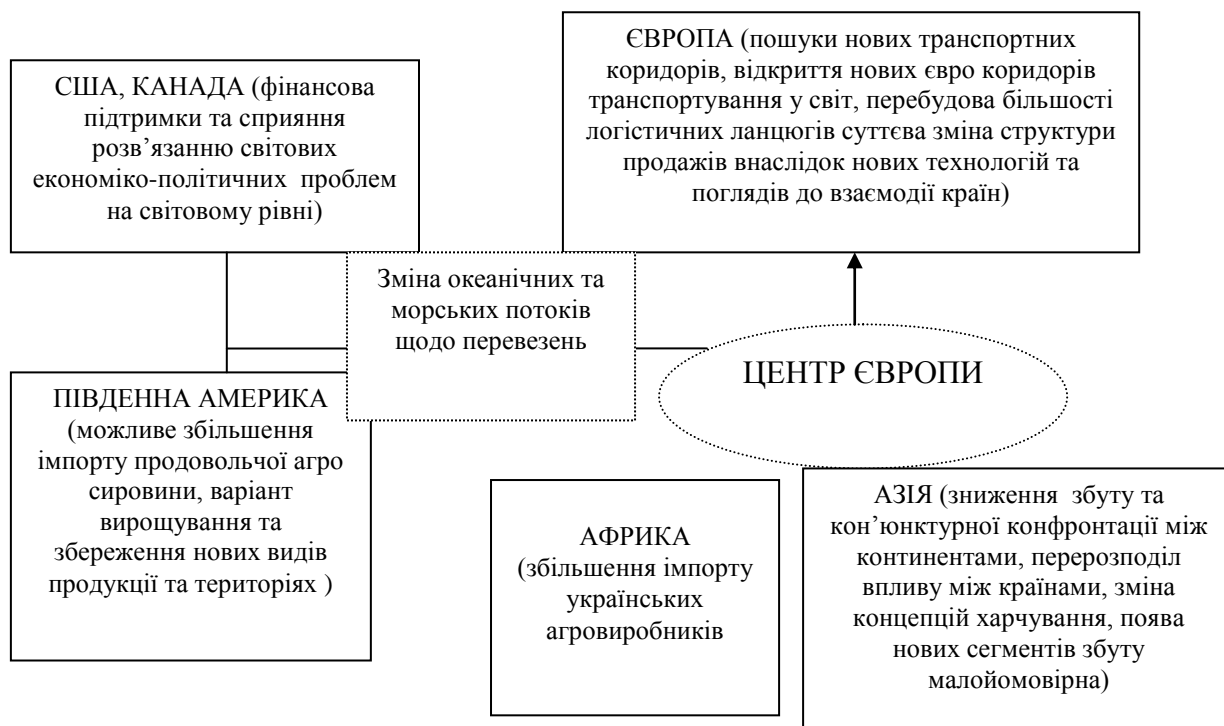 США, КАНАДА (фінансова
підтримки та сприяння
розв’язанню світових
економіко-політичних проблем
на світовому рівні)
ЄВРОПА (пошуки нових транспортних
коридорів, відкриття нових євро коридорів
транспортування у світ, перебудова більшості
логістичних ланцюгів суттєва зміна структури
продажів внаслідок нових технологій та
поглядів до взаємодії країн)
Зміна океанічних та
морських потоків
щодо перевезень
ЦЕНТР ЄВРОПИ
ПІВДЕННА АМЕРИКА
(можливе збільшення
імпорту продовольчої агро
сировини, варіант
вирощування та
збереження нових видів
продукції та територіях )
АФРИКА
(збільшення імпорту
українських
агровиробників
АЗІЯ (зниження збуту та
кон’юнктурної конфронтації між
континентами, перерозподіл
впливу між країнами, зміна
концепцій харчування, поява
нових сегментів збуту
малойомовірна)